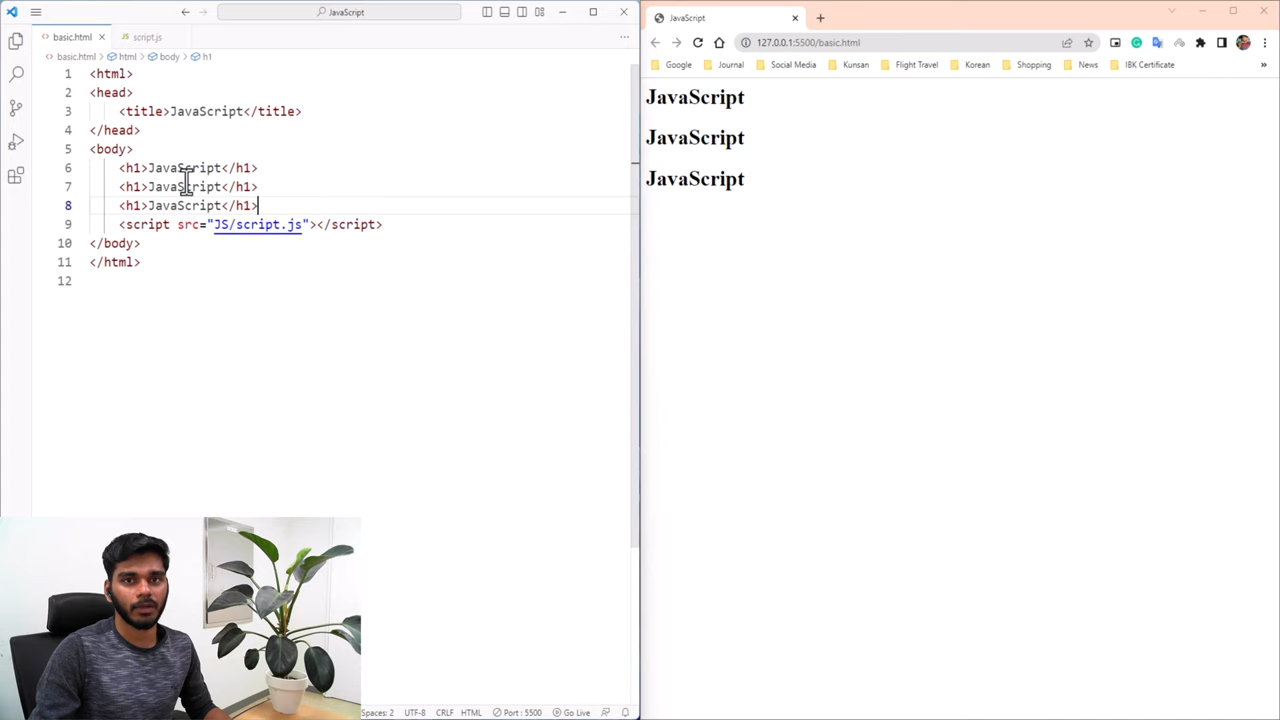 JavaScript
basic.html
script.js
basic.html html body h1
1 <html>
2 <head>
3 <title>JavaScript</title>
4 </head>
5 <body>
6 <h1>JavaScript</h1>
7 <h1>JavaScript</h1>
8 <h1>JavaScript</h1>
9 <script src="JS/script.js"></script>
10 </body>
11 </html>
12
Spaces: 2 UTF-8 CRLF HTML Port : 5500 Go Live
JavaScript
127.0.0.1:5500/basic.html
Google Journal Social Media Kunsan Flight Travel Korean Shopping News IBK Certificate »
JavaScript
JavaScript
JavaScript